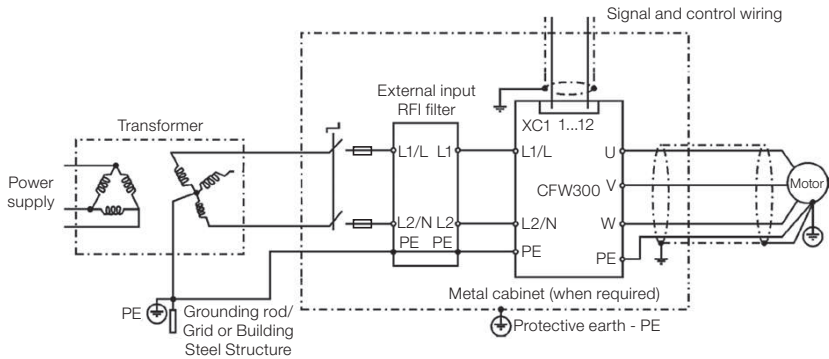 Signal and control wiring
External input
RFI filter
Transformer
XC1 1...12
Power
supply
L1/L L1
L1/L
U
CFW300
V
Motor
L2/N L2
L2/N
W
PE PE
PE
PE
Metal cabinet (when required)
PE
Grounding rod/
Grid or Building
Steel Structure
Protective earth - PE